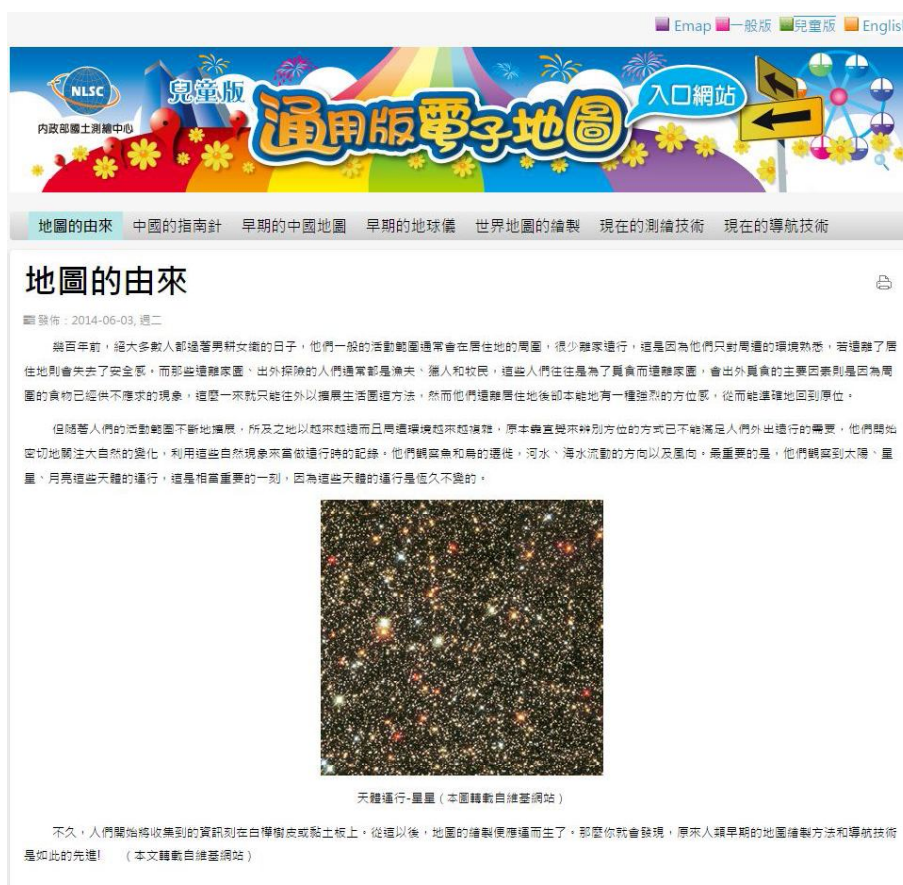 Emap 一般版 兒童版 Englis
NLSC
內政部國土測繪中心
兒童版
通用版電子地圖
入口網站
地圖的由來 中國的指南針 早期的中國地圖 早期的地球儀 世界地圖的繪製 現在的測繪技術 現在的導航技術
地圖的由來
發佈：2014-06-03, 週二
幾百年前，絕大多數人都過著男耕女織的日子，他們一般的活動範圍通常會在居住地的周圍，很少離家遠行，這是因為他們只對周遭的環境熟悉，若遠離了居
住地則會失去了安全感。而那些遠離家園、出外探險的人們通常都是漁夫、獵人和牧民，這些人們往往是為了覓食而遠離家園，會出外覓食的主要因素則是因為周
圍的食物已經供不應求的現象，這麼一來就只能往外以擴展生活圈這方法，然而他們遠離居住地後卻本能地有一種強烈的方位感，從而能準確地回到原位。
但隨著人們的活動範圍不斷地擴展，所及之地以越來越遠而且周遭環境越來越複雜，原本靠直覺來辨別方位的方式已不能滿足人們外出遠行的需要，他們開始
密切地關注大自然的變化，利用這些自然現象來當做遠行時的記錄。他們觀察魚和鳥的遷徙，河水、海水流動的方向以及風向。最重要的是，他們觀察到太陽、星
星、月亮這些天體的運行，這是相當重要的一刻，因為這些天體的運行是恆久不變的。
天體運行-星星（本圖轉載自維基網站）
不久，人們開始將收集到的資訊刻在白樺樹皮或黏土板上。從這以後，地圖的繪製便應運而生了。那麼你就會發現，原來人類早期的地圖繪製方法和導航技術
是如此的先進! （本文轉載自維基網站）